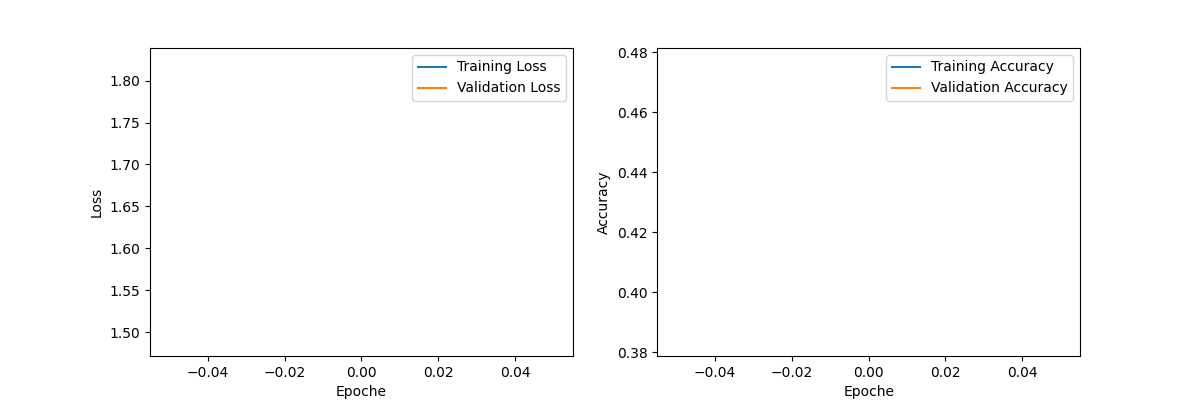 Training Loss
Validation Loss
1.80
1.75
1.70
1.65
1.60
1.55
1.50
Loss
−0.04 −0.02 0.00 0.02 0.04
Epoche
Training Accuracy
Validation Accuracy
0.48
0.46
0.44
0.42
0.40
0.38
Accuracy
−0.04 −0.02 0.00 0.02 0.04
Epoche